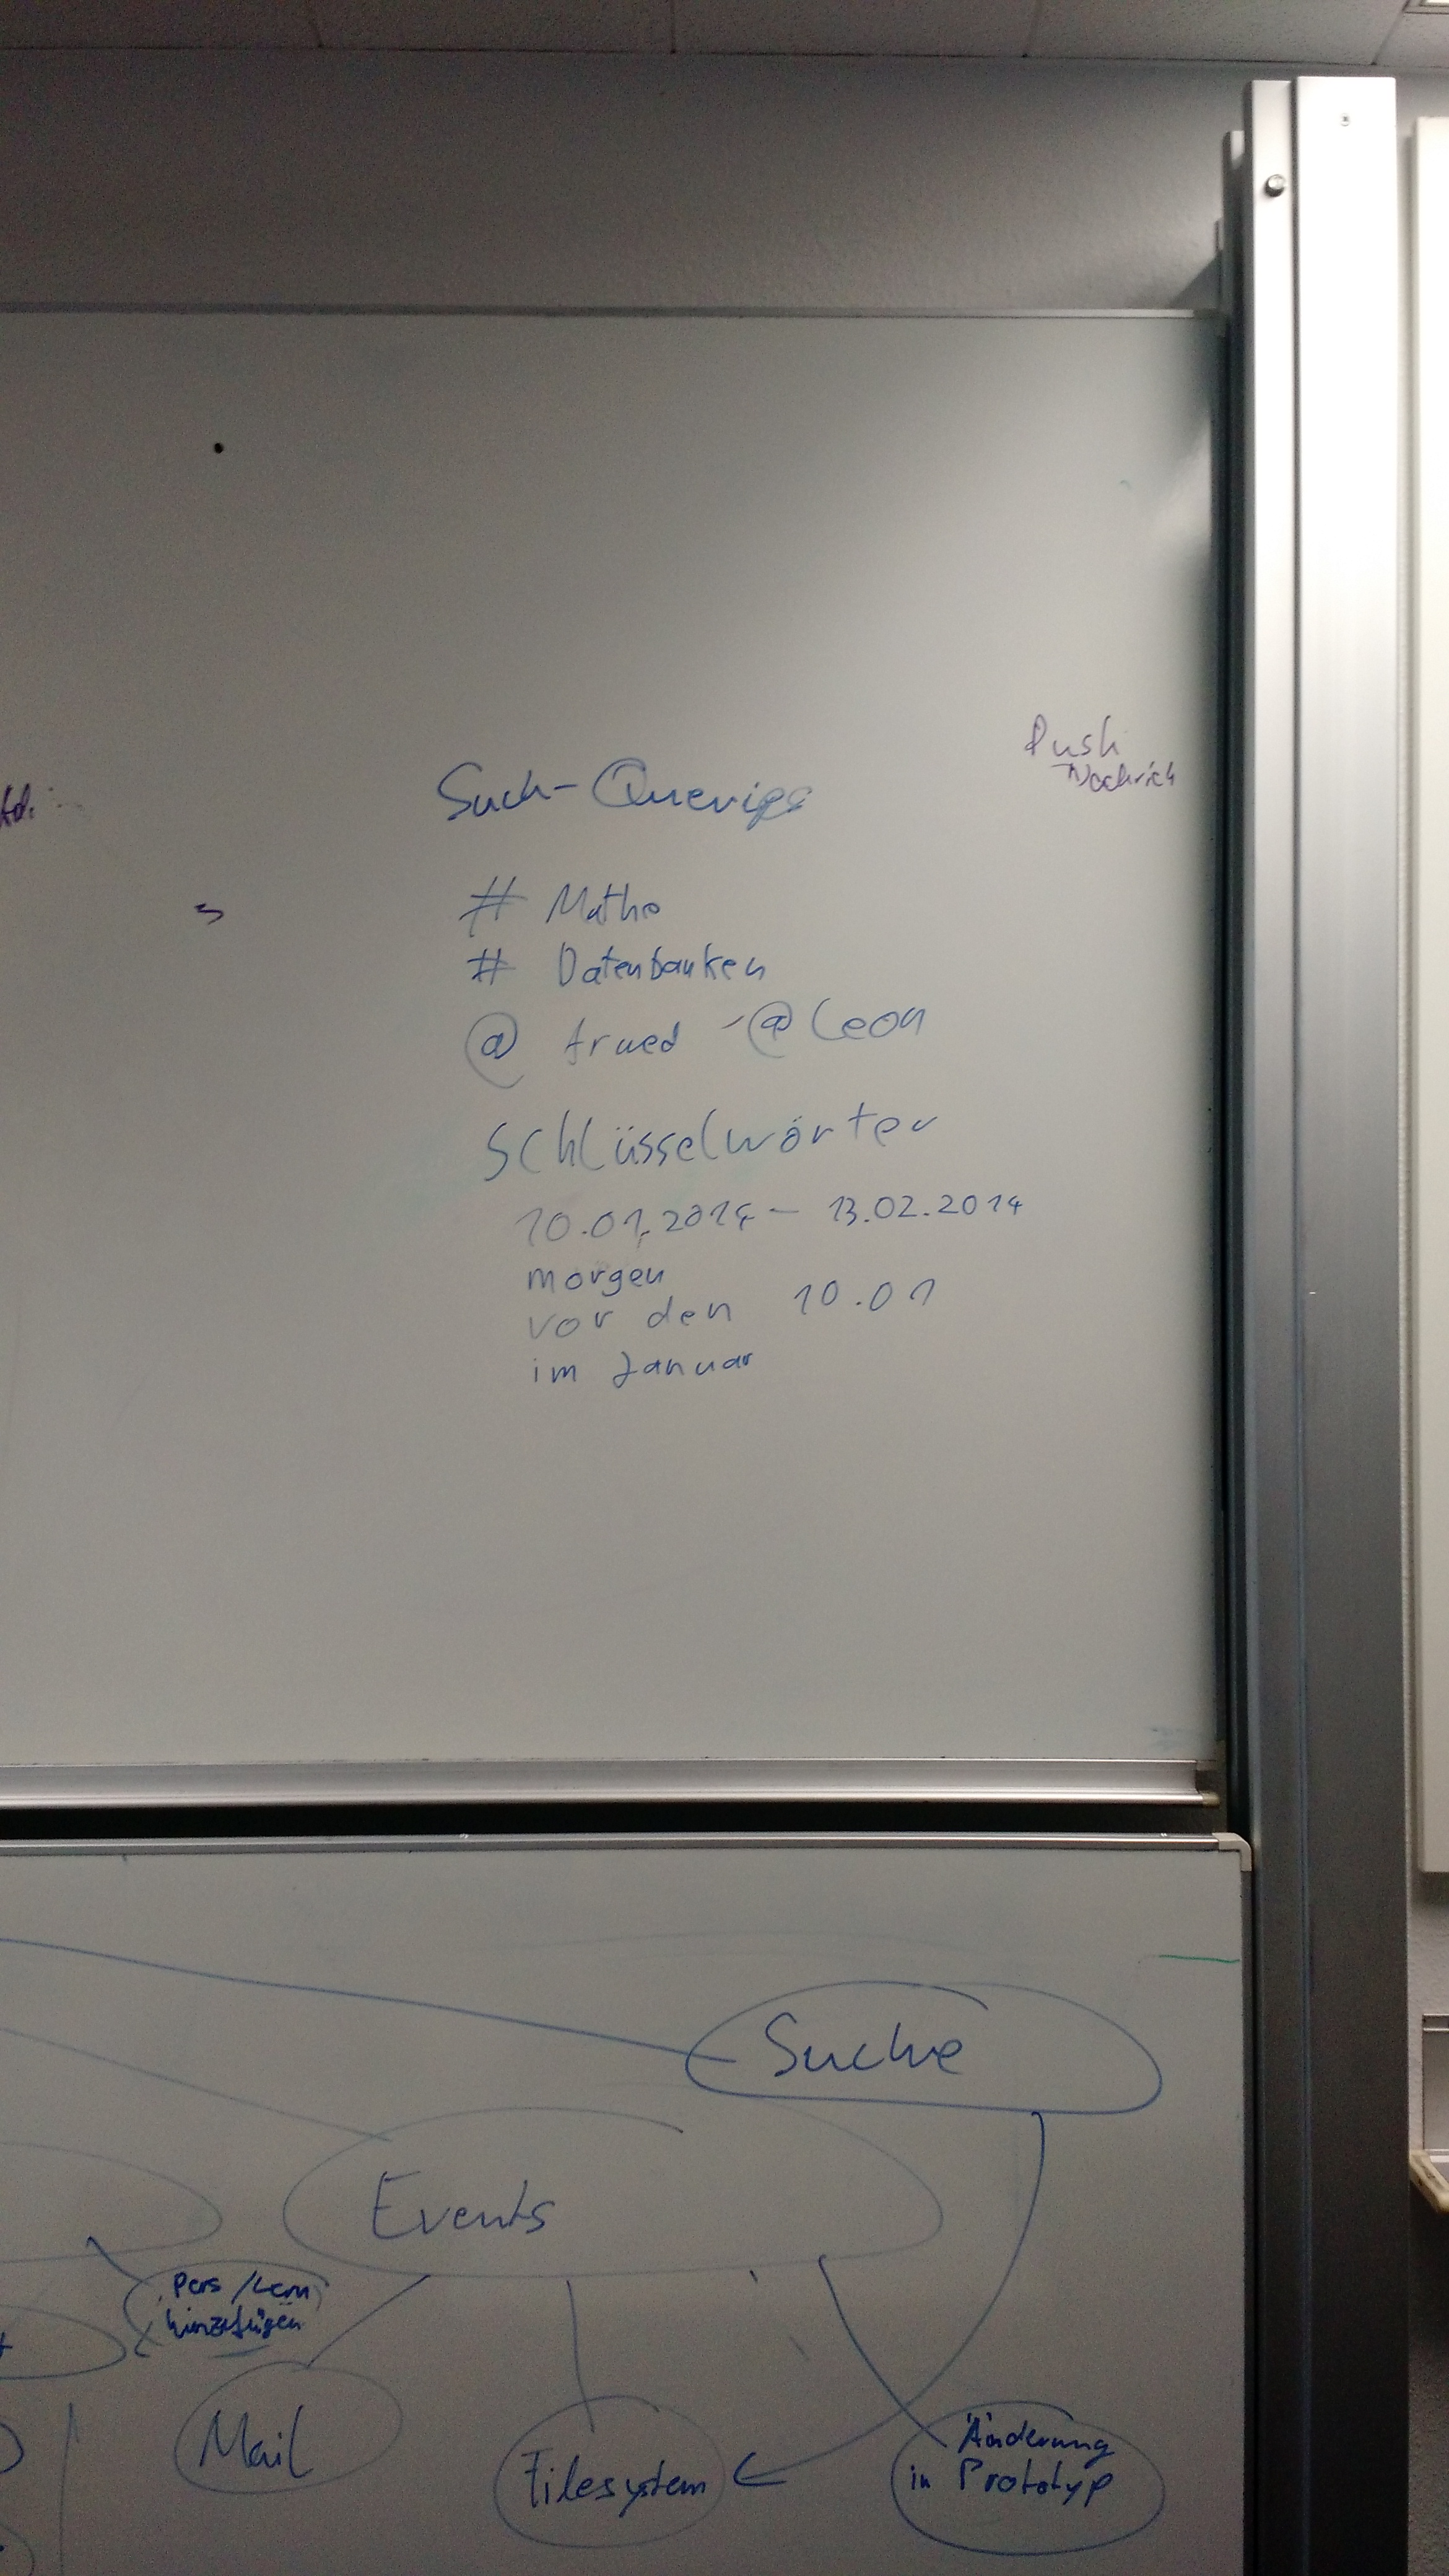 Push
Nachrich
Such-Queries
# Mathe
# Datenbanken
@ Arued -@Leon
Schlüsselwörter
10.01.2014 - 13.02.2014
morgen
vor den 10.01
im Januar
Suche
Events
Pers/Lern
hinzufügen
Mail
Filesystem
Änderung
in Prototyp